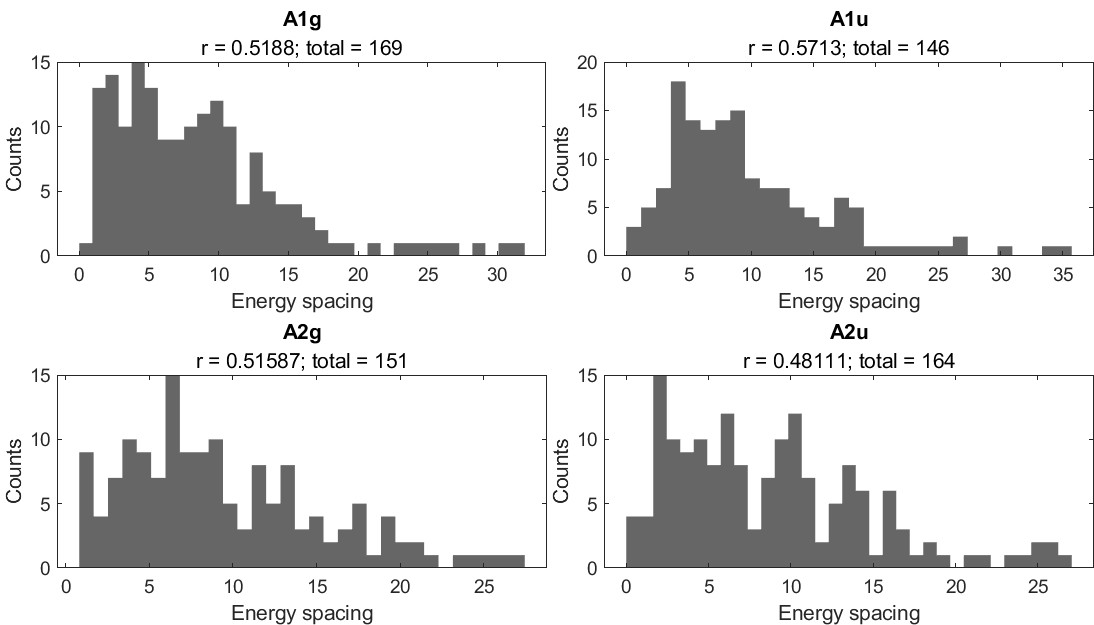 A1g
r = 0.5188; total = 169
15
10
5
0
Counts
0 5 10 15 20 25 30
Energy spacing
A1u
r = 0.5713; total = 146
20
15
10
5
0
Counts
0 5 10 15 20 25 30 35
Energy spacing
A2g
r = 0.51587; total = 151
15
10
5
0
Counts
0 5 10 15 20 25
Energy spacing
A2u
r = 0.48111; total = 164
15
10
5
0
Counts
0 5 10 15 20 25
Energy spacing